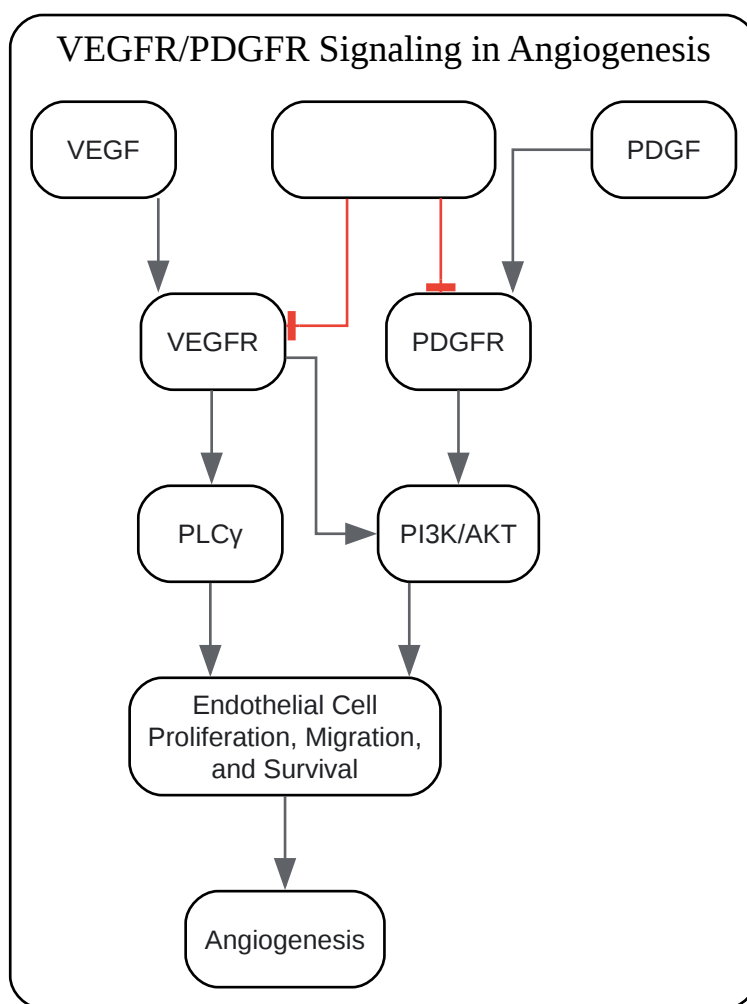 VEGFR/PDGFR Signaling in Angiogenesis
VEGF
PDGF
VEGFR
PDGFR
PLCγ
PI3K/AKT
Endothelial Cell
Proliferation, Migration,
and Survival
Angiogenesis